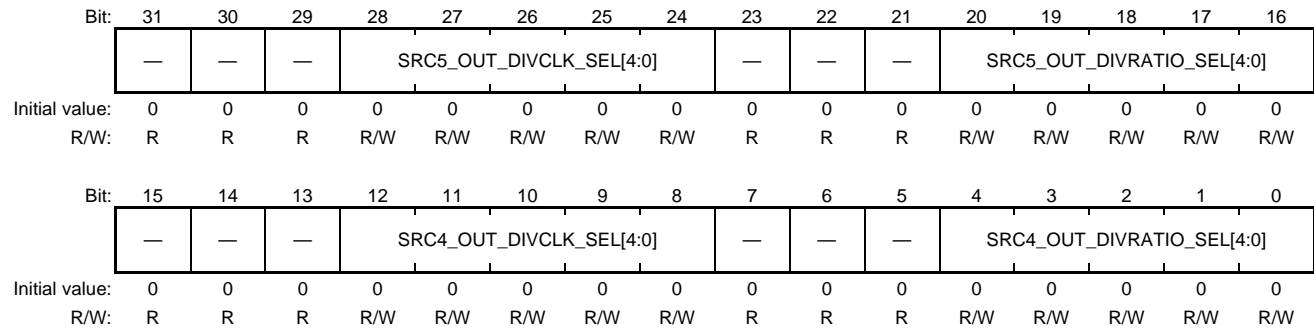 Bit: 31 30 29 28 27 26 25 24 23 22 21 20 19 18 17 16
— — — SRC5_OUT_DIVCLK_SEL[4:0] — — — SRC5_OUT_DIVRATIO_SEL[4:0]
Initial value: 0 0 0 0 0 0 0 0 0 0 0 0 0 0 0 0
R/W: R R R R/W R/W R/W R/W R/W R R R R/W R/W R/W R/W R/W
Bit: 15 14 13 12 11 10 9 8 7 6 5 4 3 2 1 0
— — — SRC4_OUT_DIVCLK_SEL[4:0] — — — SRC4_OUT_DIVRATIO_SEL[4:0]
Initial value: 0 0 0 0 0 0 0 0 0 0 0 0 0 0 0 0
R/W: R R R R/W R/W R/W R/W R/W R R R R/W R/W R/W R/W R/W